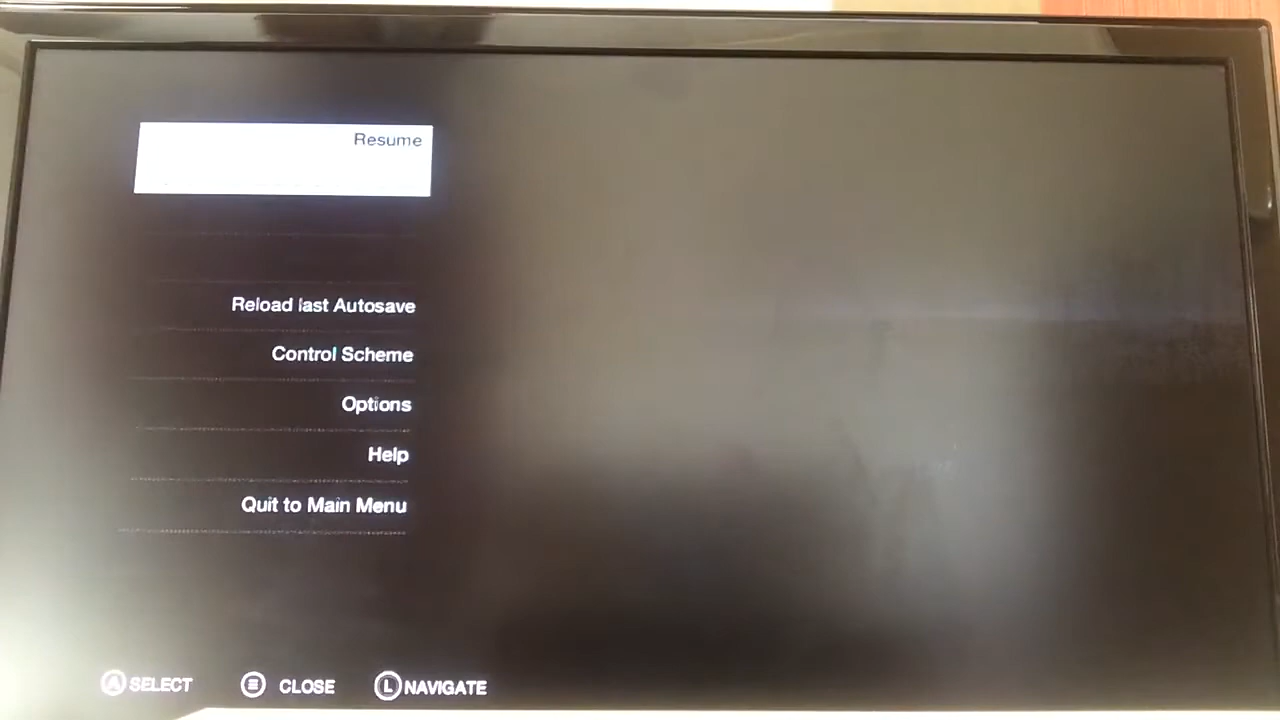 Resume
Reload last Autosave
Control Scheme
Options
Help
Quit to Main Menu
A SELECT CLOSE L NAVIGATE